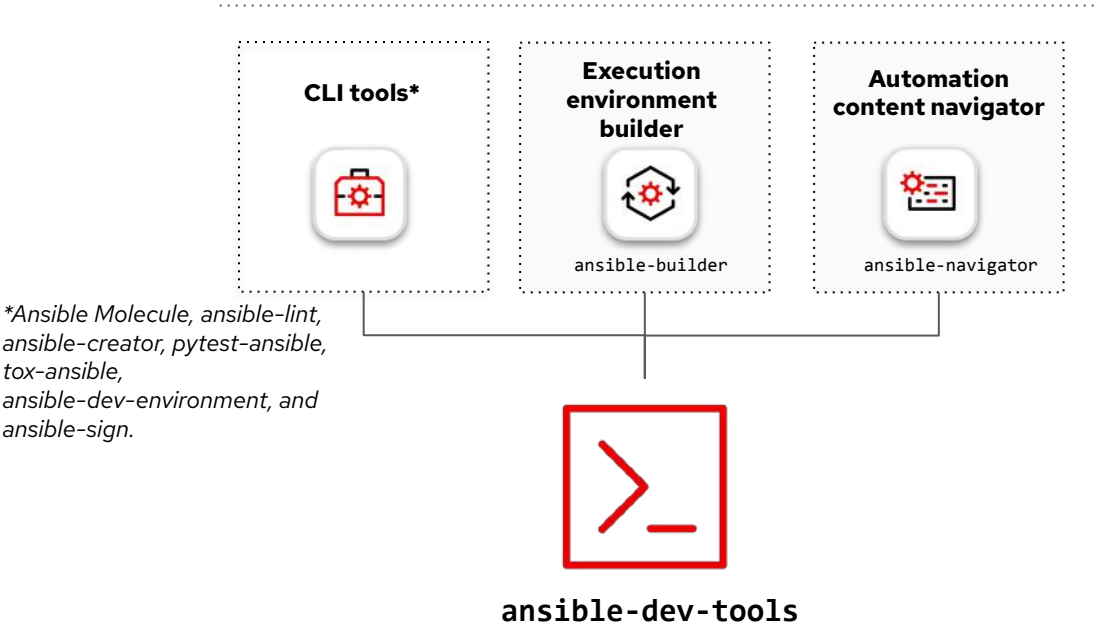 CLI tools*
Execution
environment
builder
ansible-builder
Automation
content navigator
ansible-navigator
*Ansible Molecule, ansible-lint,
ansible-creator, pytest-ansible,
tox-ansible,
ansible-dev-environment, and
ansible-sign.
ansible-dev-tools